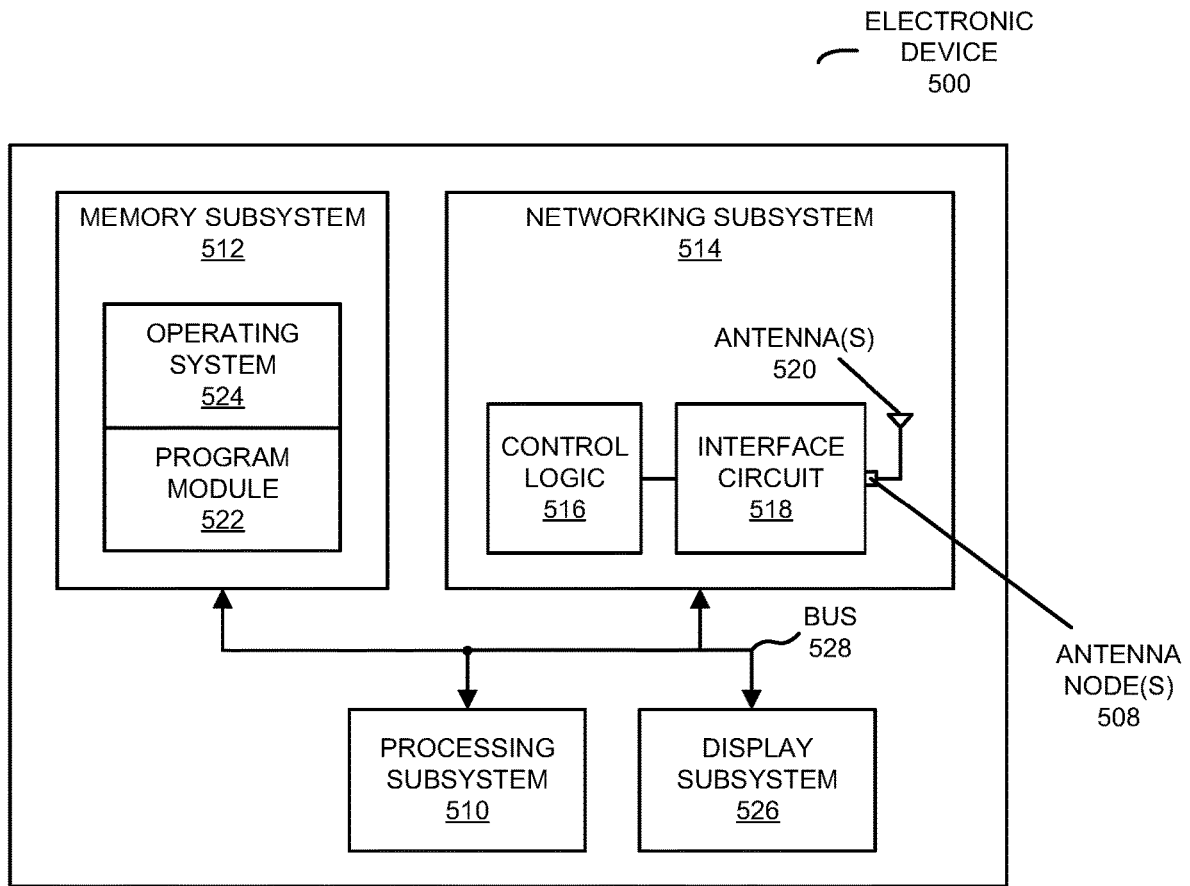 ELECTRONIC
DEVICE
500
MEMORY SUBSYSTEM
512
OPERATING
SYSTEM
524
PROGRAM
MODULE
522
NETWORKING SUBSYSTEM
514
ANTENNA(S)
520
CONTROL
LOGIC
516
INTERFACE
CIRCUIT
518
BUS
528
ANTENNA
NODE(S)
508
PROCESSING
SUBSYSTEM
510
DISPLAY
SUBSYSTEM
526